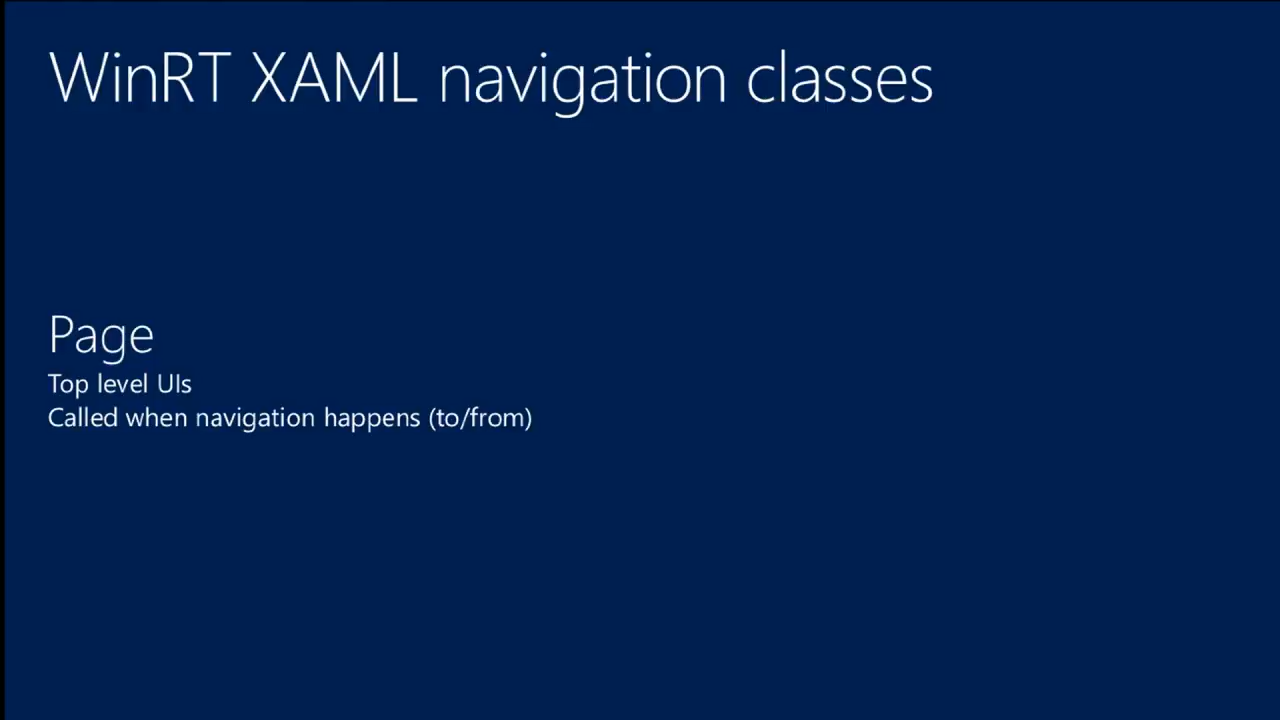 WinRT XAML navigation classes
Page
Top level UIs
Called when navigation happens (to/from)